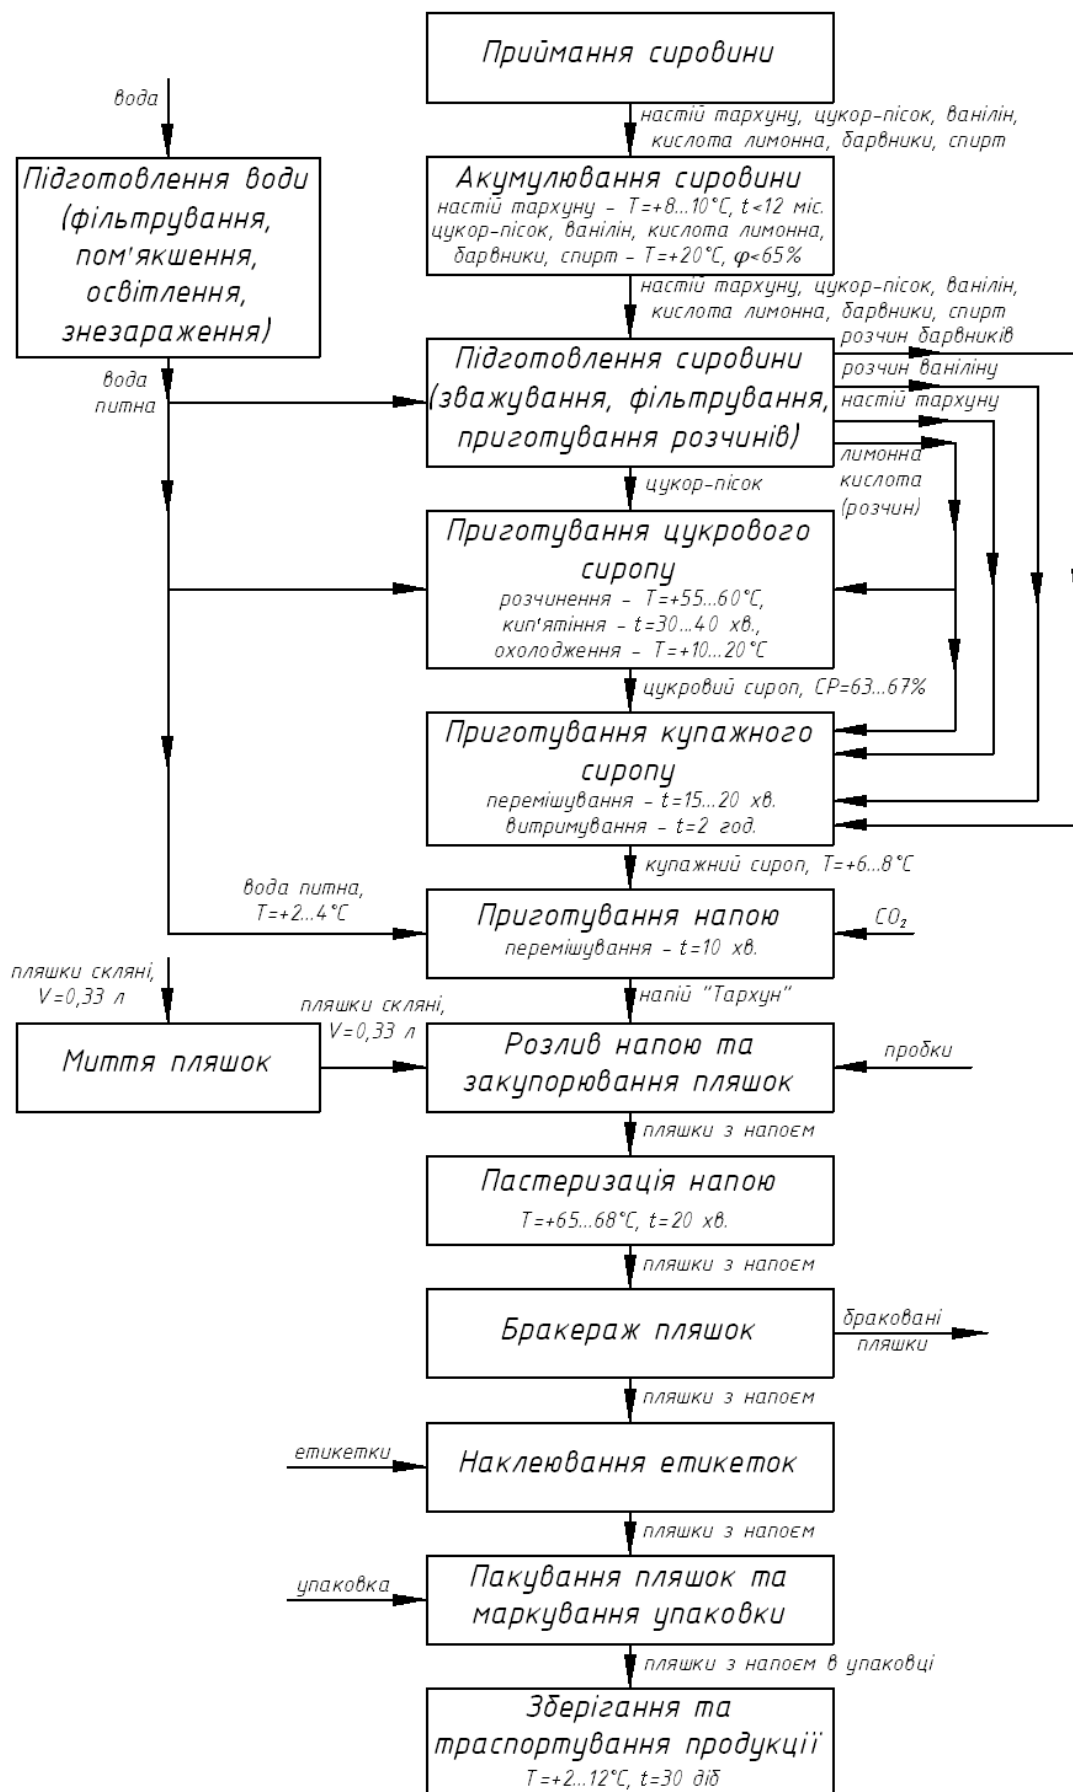 Приймання сировини
вода
настій тархуну, цукор-пісок, ванілін,
кислота лимонна, барвники, спирт
Підготовлення води
(фільтрування,
пом'якшення,
освітлення,
знезараження)
Акумулювання сировини
настій тархуну - T=+8...10°C, t<12 міс.
цукор-пісок, ванілін, кислота лимонна,
барвники, спирт - T=+20°C, φ<65%
настій тархуну, цукор-пісок, ванілін,
кислота лимонна, барвники, спирт
розчин барвників
Підготовлення сировини
(зважування, фільтрування,
приготування розчинів)
розчин ваніліну
настій тархуну
лимонна
кислота
(розчин)
вода
питна
цукор-пісок
Приготування цукрового
сиропу
розчинення - T=+55...60°C,
кип'ятіння - t=30...40 хв.,
охолодження - T=+10...20°C
цукровий сироп, СР=63...67%
Приготування купажного
сиропу
перемішування - t=15...20 хв.
витримування - t=2 год.
купажний сироп, T=+6...8°C
вода питна,
T=+2...4°C
Приготування напою
перемішування - t=10 хв.
CO₂
напій "Тархун"
пляшки скляні,
V=0,33 л
Миття пляшок
пляшки скляні,
V=0,33 л
Розлив напою та
закупорювання пляшок
пробки
пляшки з напоєм
Пастеризація напою
T=+65...68°C, t=20 хв.
пляшки з напоєм
Бракераж пляшок
браковані
пляшки
пляшки з напоєм
етикетки
Наклеювання етикеток
пляшки з напоєм
упаковка
Пакування пляшок та
маркування упаковки
пляшки з напоєм в упаковці
Зберігання та
траспортування продукції
T=+2...12°C, t=30 діб